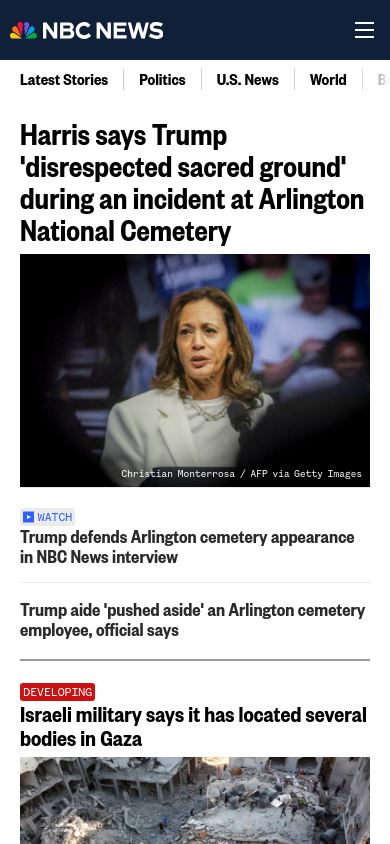 NBC NEWS
Latest Stories
Politics
U.S. News
World
Harris says Trump
'disrespected sacred ground'
during an incident at Arlington
National Cemetery
Christian Monterrosa / AFP via Getty Images
WATCH
Trump defends Arlington cemetery appearance
in NBC News interview
Trump aide 'pushed aside' an Arlington cemetery
employee, official says
DEVELOPING
Israeli military says it has located several
bodies in Gaza